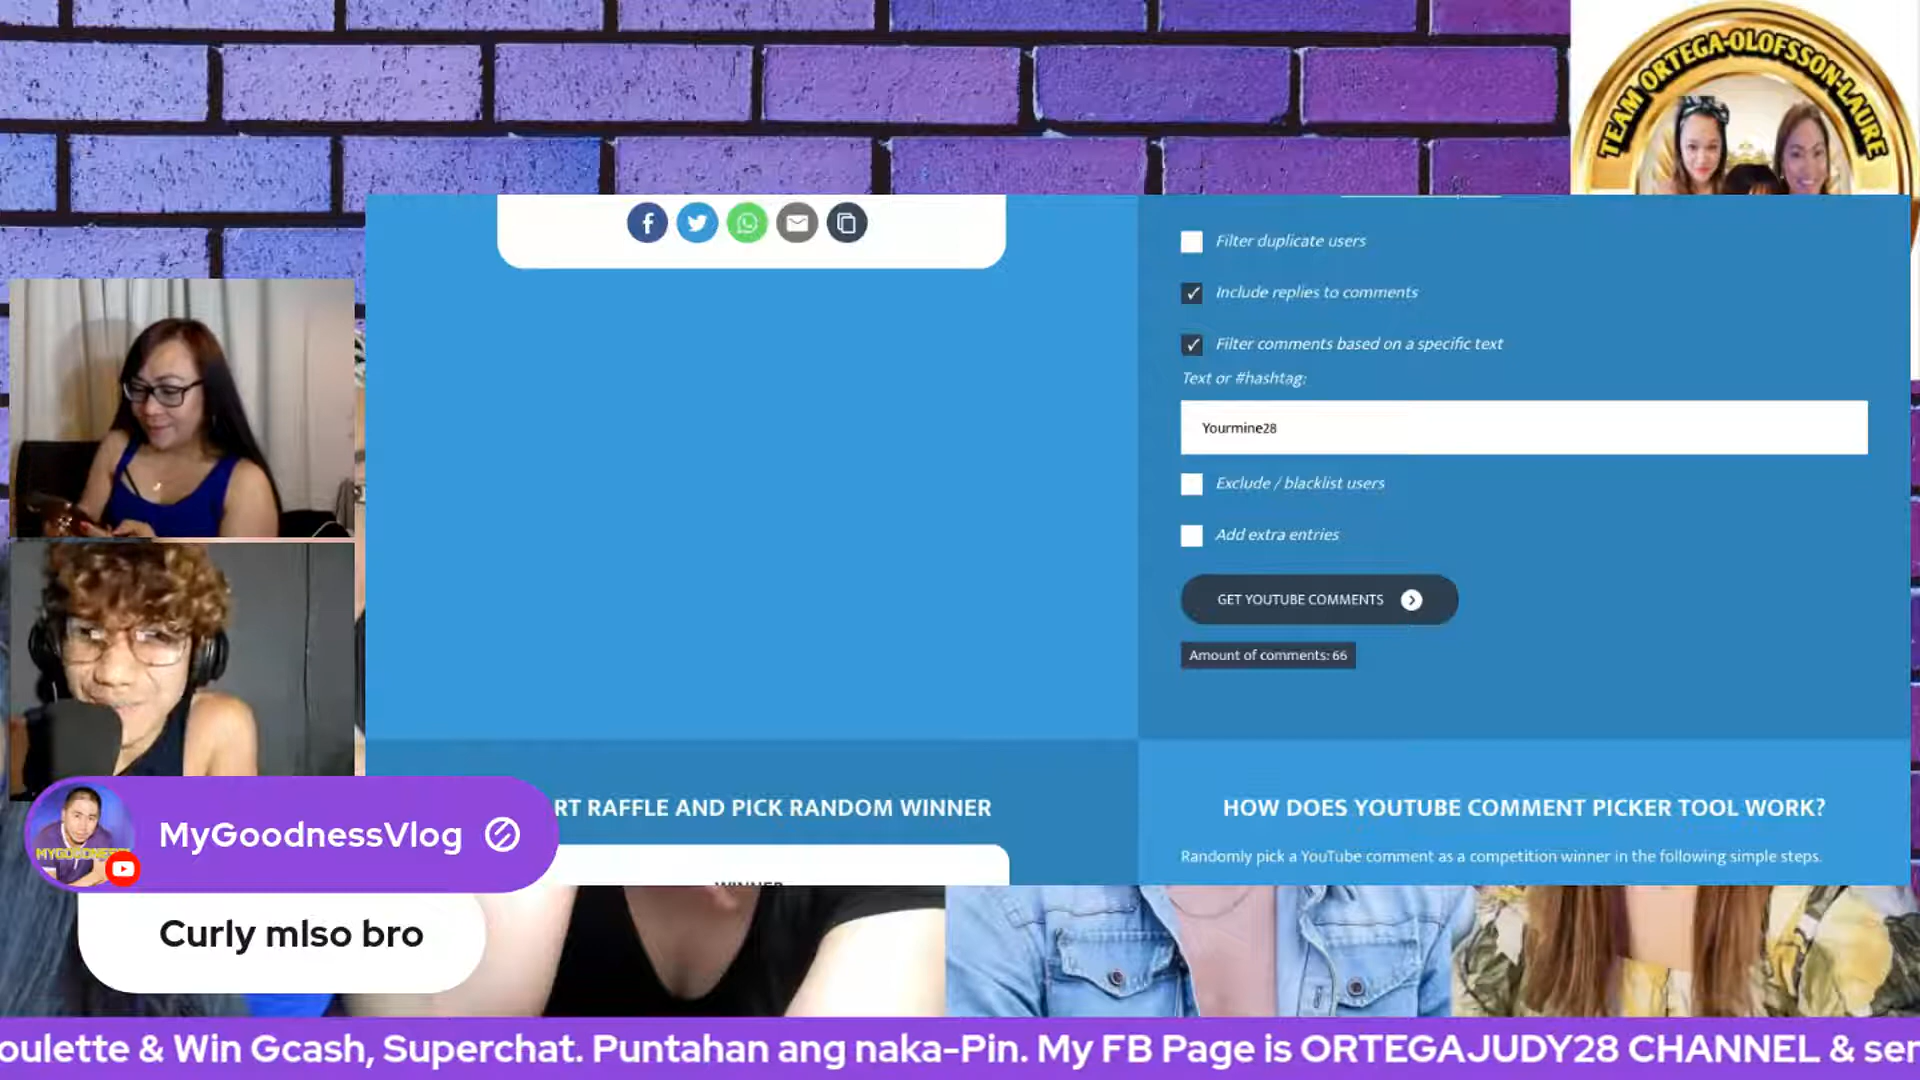 TEAM ORTEGA-OLOFSSON-LAURE
Filter duplicate users
Include replies to comments
Filter comments based on a specific text
Text or #hashtag:
Yourmine28
Exclude / blacklist users
Add extra entries
GET YOUTUBE COMMENTS
Amount of comments: 66
RT RAFFLE AND PICK RANDOM WINNER
HOW DOES YOUTUBE COMMENT PICKER TOOL WORK?
Randomly pick a YouTube comment as a competition winner in the following simple steps.
WINNER
MyGoodnessVlog
Curly mlso bro
oulette & Win Gcash, Superchat. Puntahan ang naka-Pin. My FB Page is ORTEGAJUDY28 CHANNEL & ser